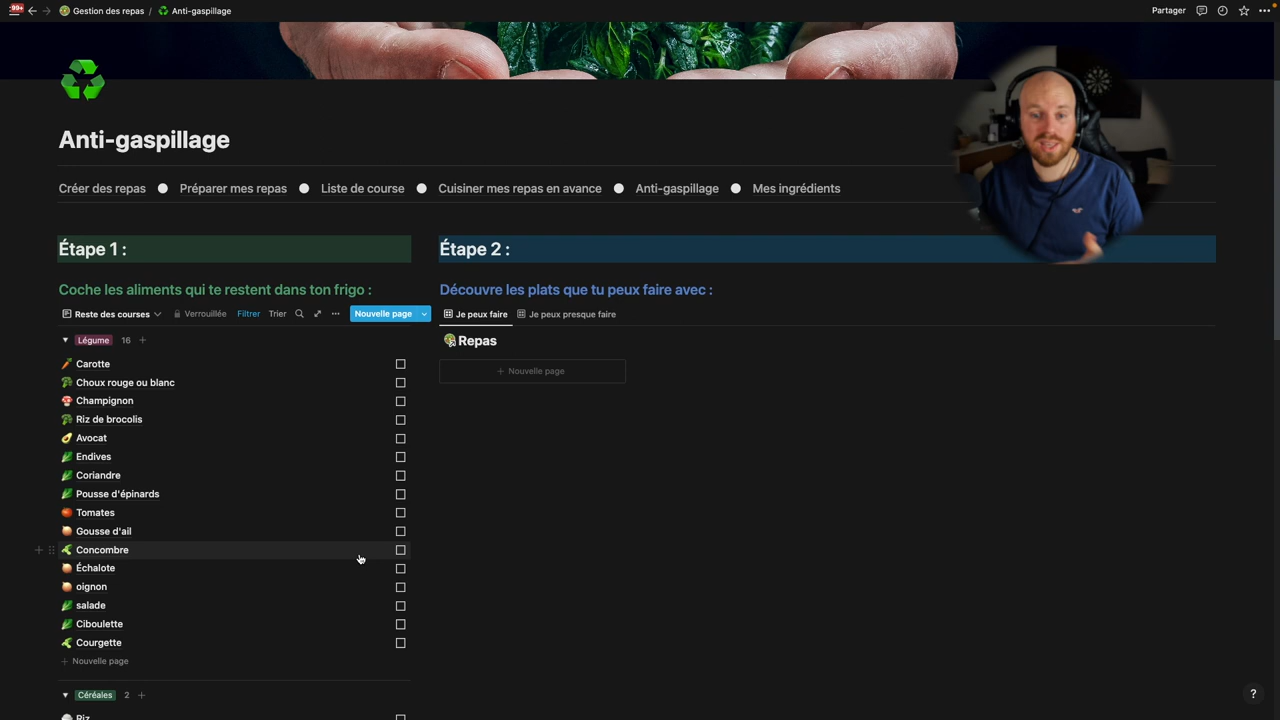 99+
Gestion des repas / Anti-gaspillage
Partager
Anti-gaspillage
Créer des repas
Préparer mes repas
Liste de course
Cuisiner mes repas en avance
Anti-gaspillage
Mes ingrédients
Étape 1 :
Coche les aliments qui te restent dans ton frigo :
Reste des courses
Verrouillée
Filtrer
Trier
Nouvelle page
Légume 16
Carotte
Choux rouge ou blanc
Champignon
Riz de brocolis
Avocat
Endives
Coriandre
Pousse d'épinards
Tomates
Gousse d'ail
Concombre
Échalote
oignon
salade
Ciboulette
Courgette
+ Nouvelle page
Céréales 2
Riz
Étape 2 :
Découvre les plats que tu peux faire avec :
Je peux faire
Je peux presque faire
Repas
+ Nouvelle page
?